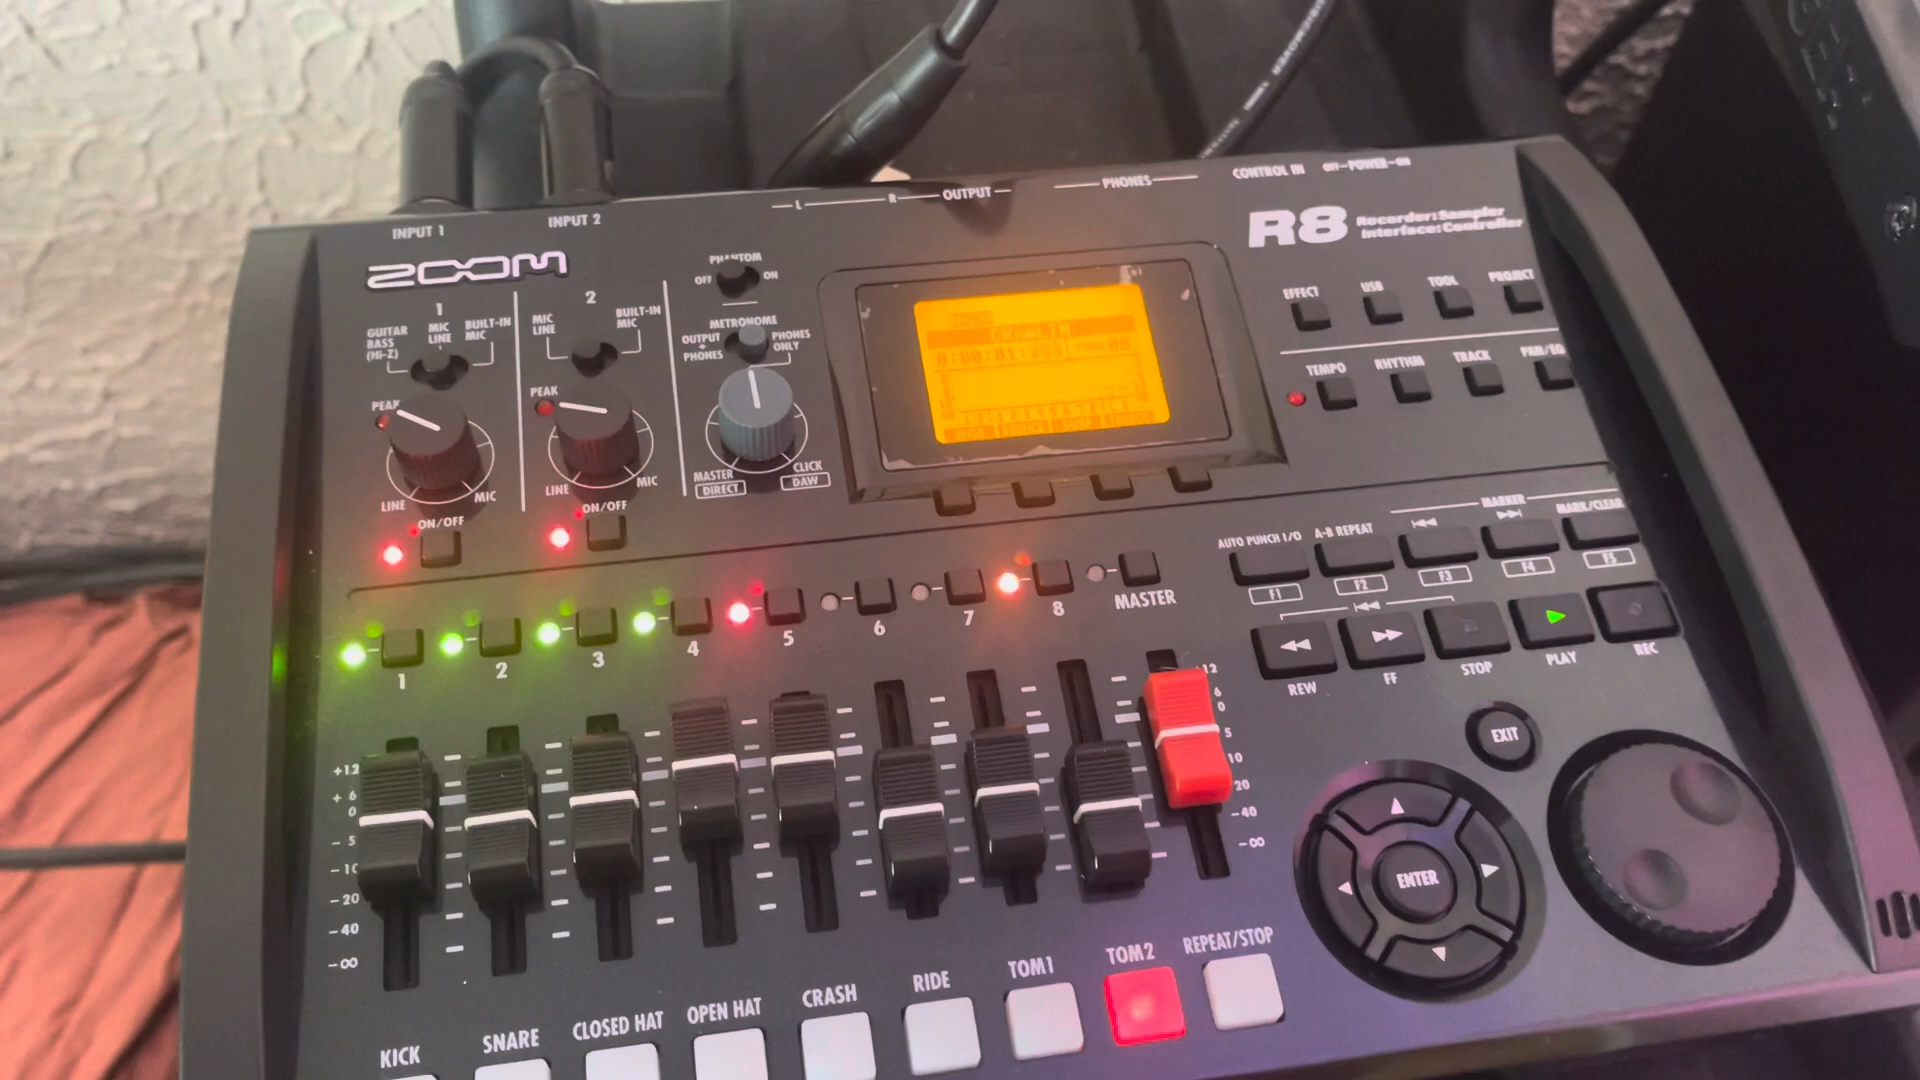 INPUT 1
INPUT 2
L R OUTPUT
PHONES
CONTROL IN
OFF-POWER-ON
ZOOM
R8 Recorder:Sampler
Interface:Controller
PHANTOM
OFF ON
METRONOME
OUTPUT + PHONES
PHONES ONLY
1
GUITAR BASS (Hi-Z)
MIC LINE
BUILT-IN MIC
2
MIC LINE
BUILT-IN MIC
PEAK
PEAK
LINE MIC
LINE MIC
MASTER CLICK
DIRECT DAW
ON/OFF
ON/OFF
EFFECT USB TOOL PROJECT
TEMPO RHYTHM TRACK PAN/EQ
MARKER
AUTO PUNCH I/O A-B REPEAT MARK/CLEAR
F1 F2 F3 F4 F5
REW FF STOP PLAY REC
1 2 3 4 5 6 7 8 MASTER
+12
+6
0
-5
-10
-20
-40
-∞
+12
6
0
5
10
20
-40
-∞
EXIT
ENTER
KICK SNARE CLOSED HAT OPEN HAT CRASH RIDE TOM1 TOM2 REPEAT/STOP